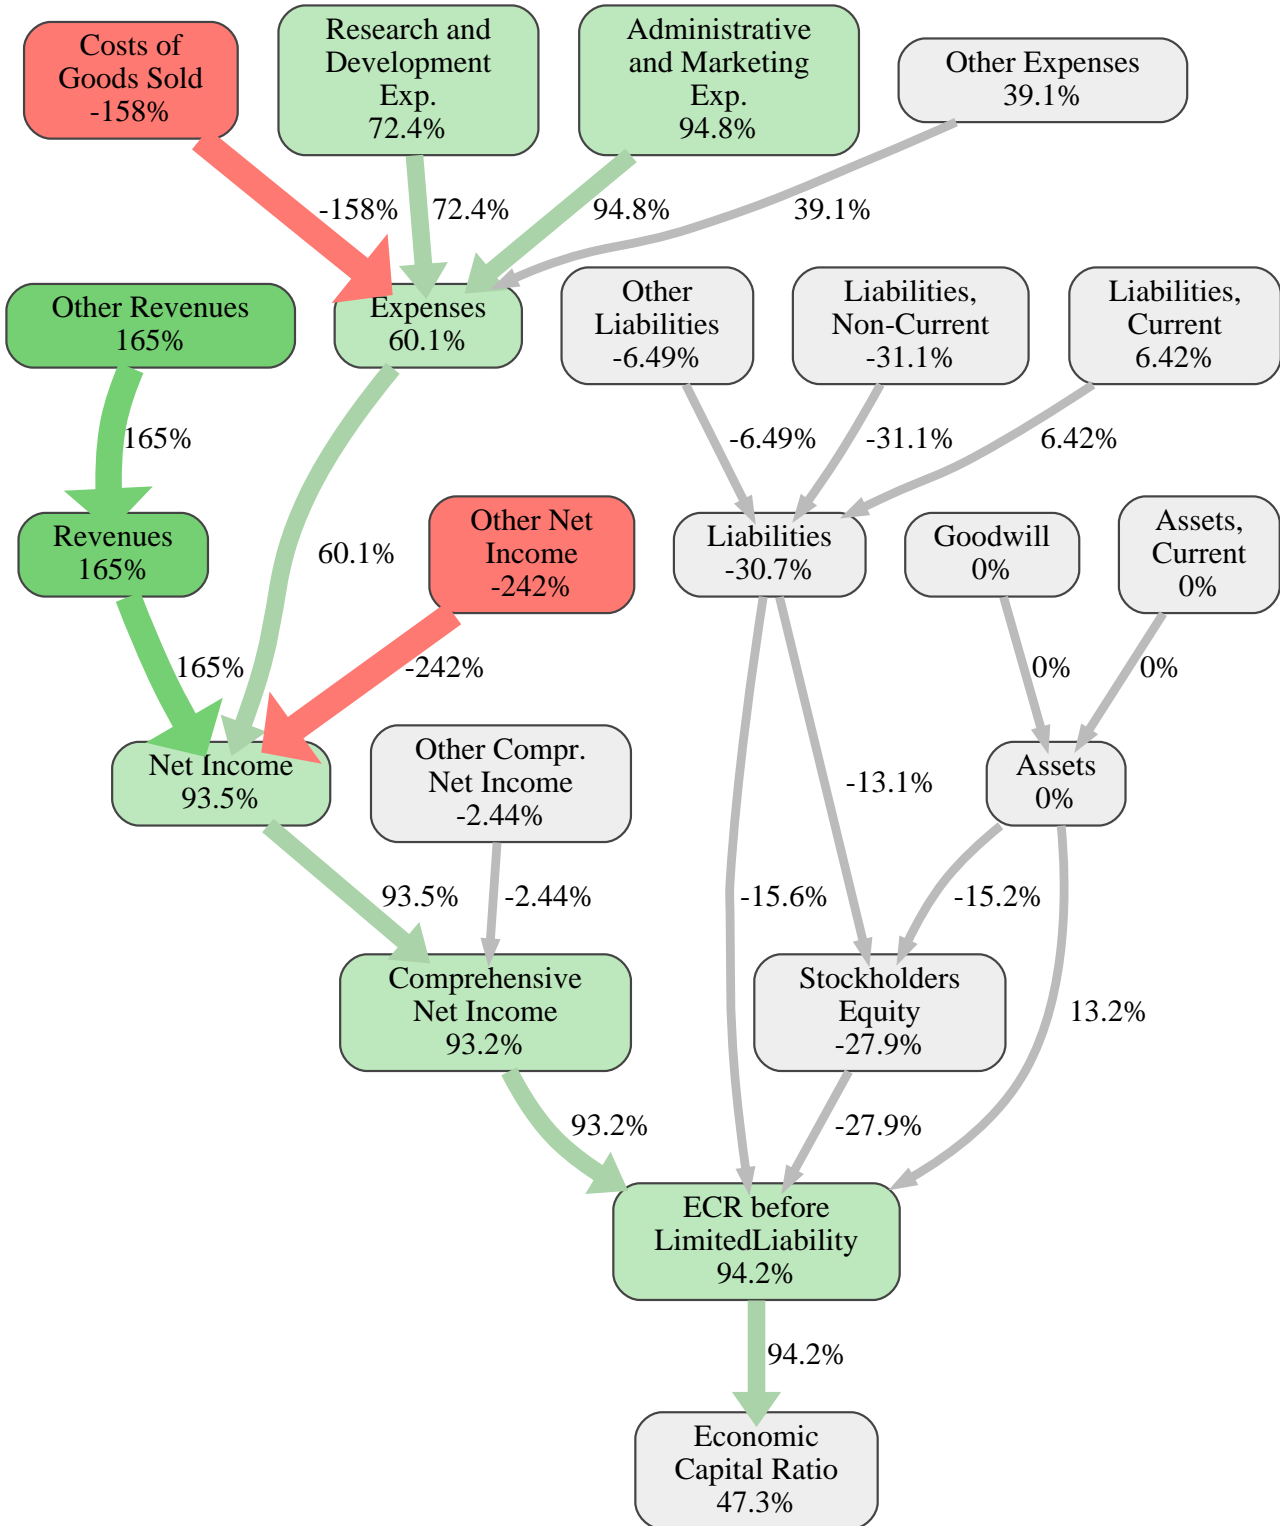 Costs of
Goods Sold
-158%
Research and
Development
Exp.
72.4%
Administrative
and Marketing
Exp.
94.8%
Other Expenses
39.1%
-158%
72.4%
94.8%
39.1%
Other Revenues
165%
Expenses
60.1%
Other
Liabilities
-6.49%
Liabilities,
Non-Current
-31.1%
Liabilities,
Current
6.42%
165%
-6.49%
-31.1%
6.42%
Revenues
165%
60.1%
Other Net
Income
-242%
Liabilities
-30.7%
Goodwill
0%
Assets,
Current
0%
165%
-242%
0%
0%
Net Income
93.5%
Other Compr.
Net Income
-2.44%
-13.1%
Assets
0%
93.5%
-2.44%
-15.6%
-15.2%
Comprehensive
Net Income
93.2%
Stockholders
Equity
-27.9%
13.2%
93.2%
-27.9%
ECR before
LimitedLiability
94.2%
94.2%
Economic
Capital Ratio
47.3%